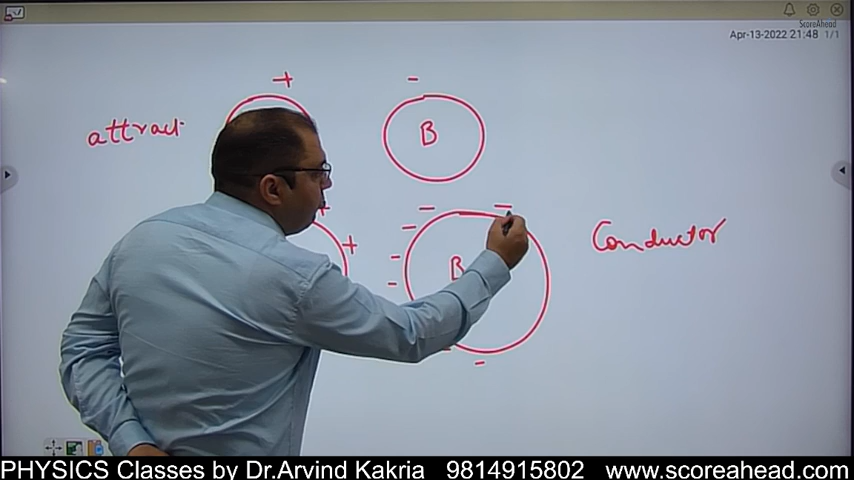 ScoreAhead
Apr-13-2022 21:48 1/1
+ -
attract
B
+ - -
-
+
Conductor
-
B
-
-
PHYSICS Classes by Dr.Arvind Kakria 9814915802 www.scoreahead.com